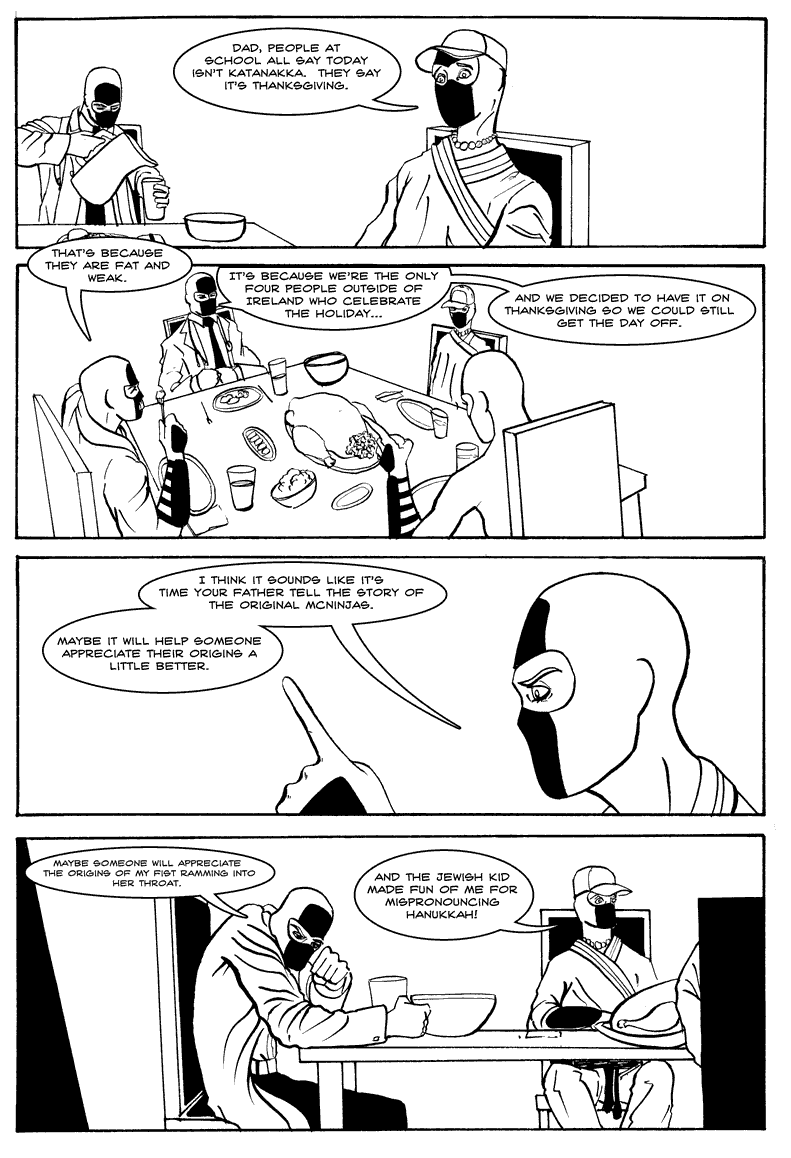 DAD, PEOPLE AT
SCHOOL ALL SAY TODAY
ISN'T KATANAKKA. THEY SAY
IT'S THANKSGIVING.
THAT'S BECAUSE
THEY ARE FAT AND
WEAK.
IT'S BECAUSE WE'RE THE ONLY
FOUR PEOPLE OUTSIDE OF
IRELAND WHO CELEBRATE
THE HOLIDAY...
AND WE DECIDED TO HAVE IT ON
THANKSGIVING SO WE COULD STILL
GET THE DAY OFF.
I THINK IT SOUNDS LIKE IT'S
TIME YOUR FATHER TELL THE STORY OF
THE ORIGINAL MCNINJAS.
MAYBE IT WILL HELP SOMEONE
APPRECIATE THEIR ORIGINS A
LITTLE BETTER.
MAYBE SOMEONE WILL APPRECIATE
THE ORIGINS OF MY FIST RAMMING INTO
HER THROAT.
AND THE JEWISH KID
MADE FUN OF ME FOR
MISPRONOUNCING
HANUKKAH!